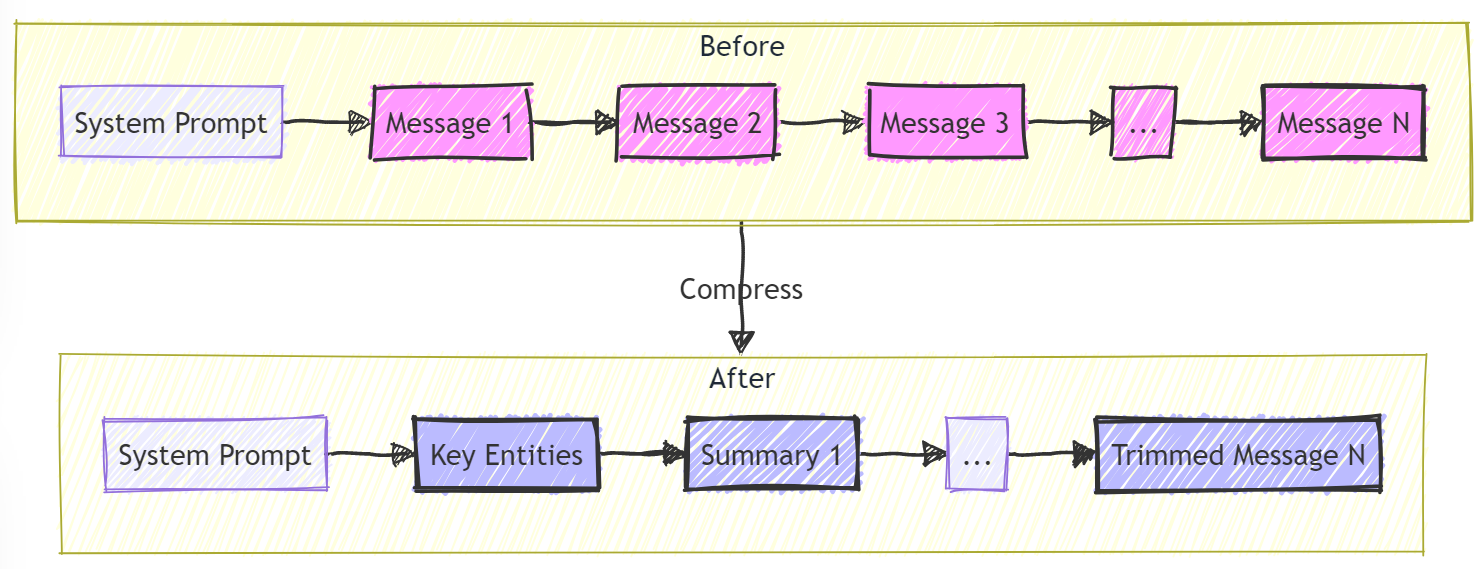 Before
System Prompt
Message 1
Message 2
Message 3
...
Message N
Compress
After
System Prompt
Key Entities
Summary 1
...
Trimmed Message N